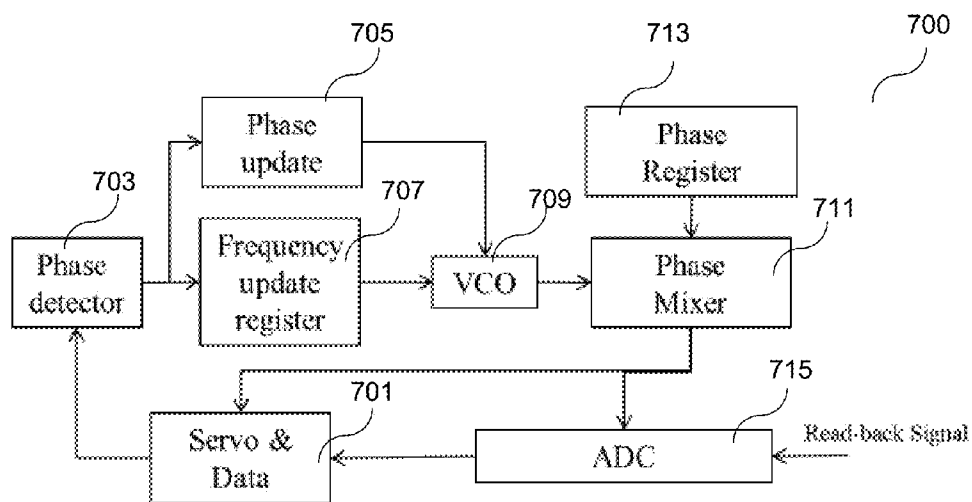 705
713
700
Phase
update
Phase
Register
703
707
709
711
Phase
detector
Frequency
update
register
VCO
Phase
Mixer
701
715
Servo &
Data
ADC
Read-back Signal